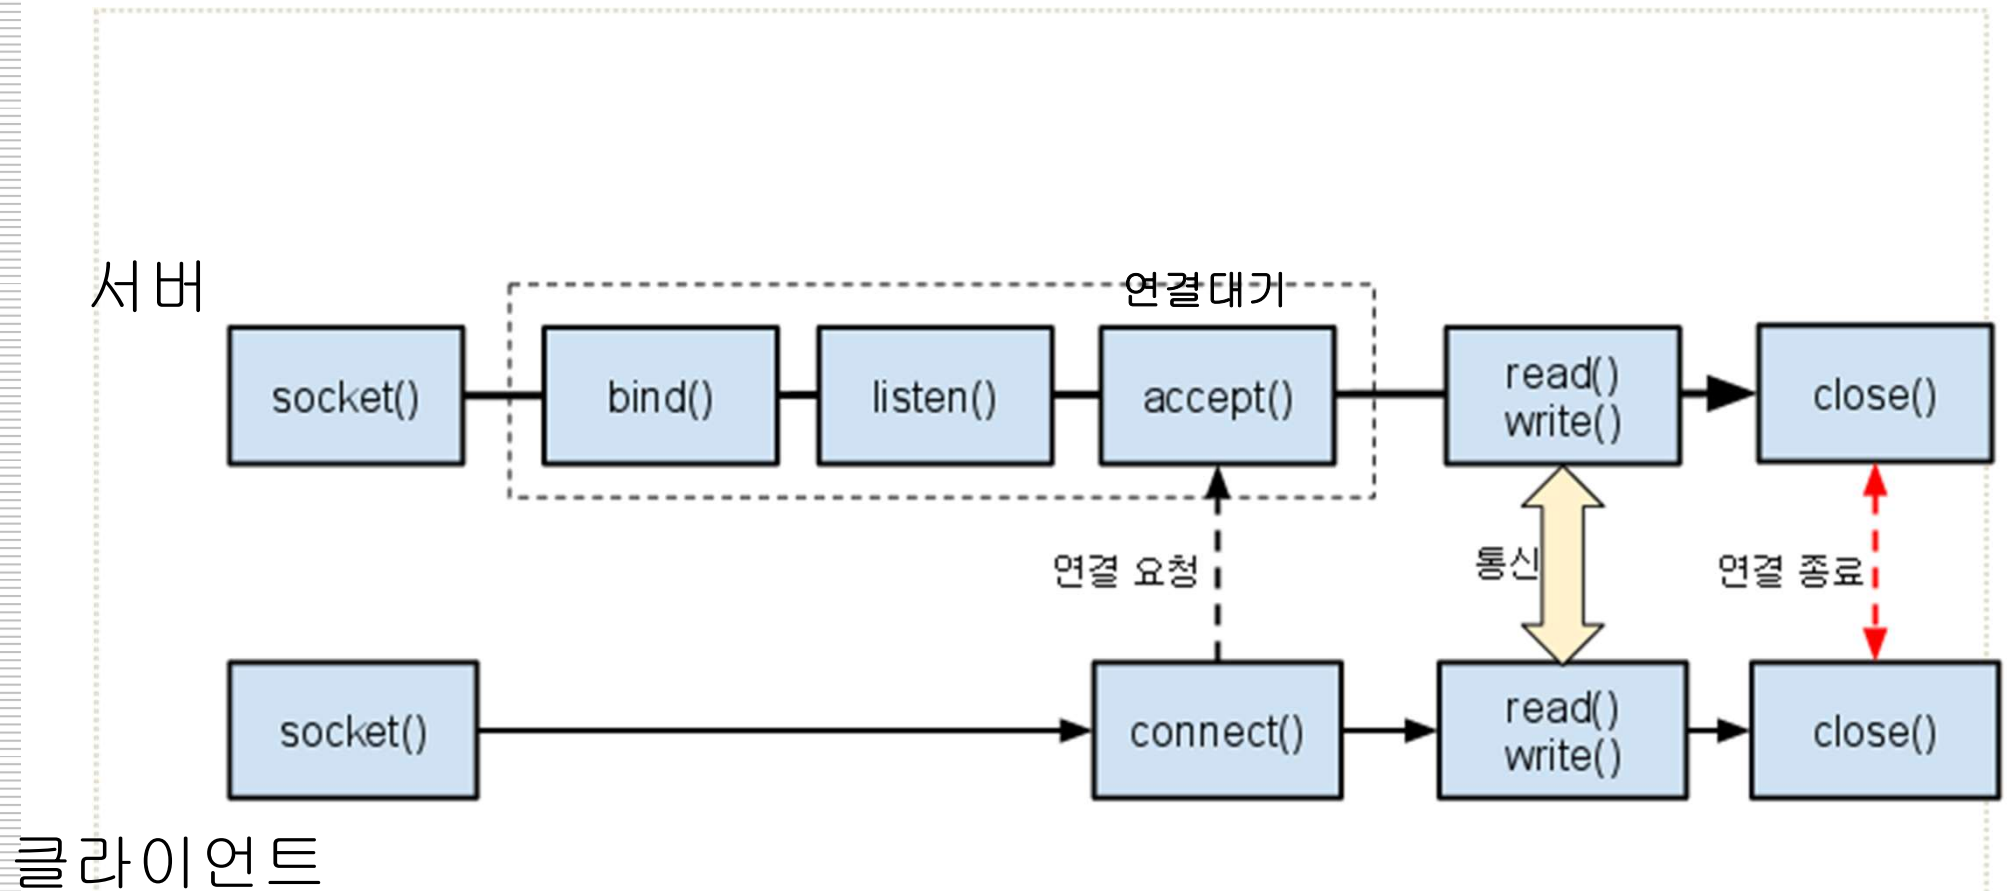 서버
연결대기
socket()
bind()
listen()
accept()
read()
write()
close()
연결 요청
통신
연결 종료
socket()
connect()
read()
write()
close()
클라이언트